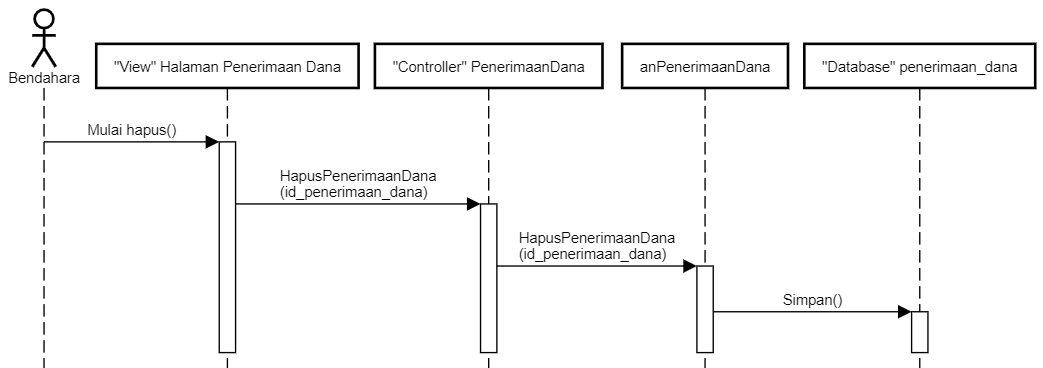 Bendahara
"View" Halaman Penerimaan Dana
"Controller" PenerimaanDana
anPenerimaanDana
"Database" penerimaan_dana
Mulai hapus()
HapusPenerimaanDana
(id_penerimaan_dana)
HapusPenerimaanDana
(id_penerimaan_dana)
Simpan()